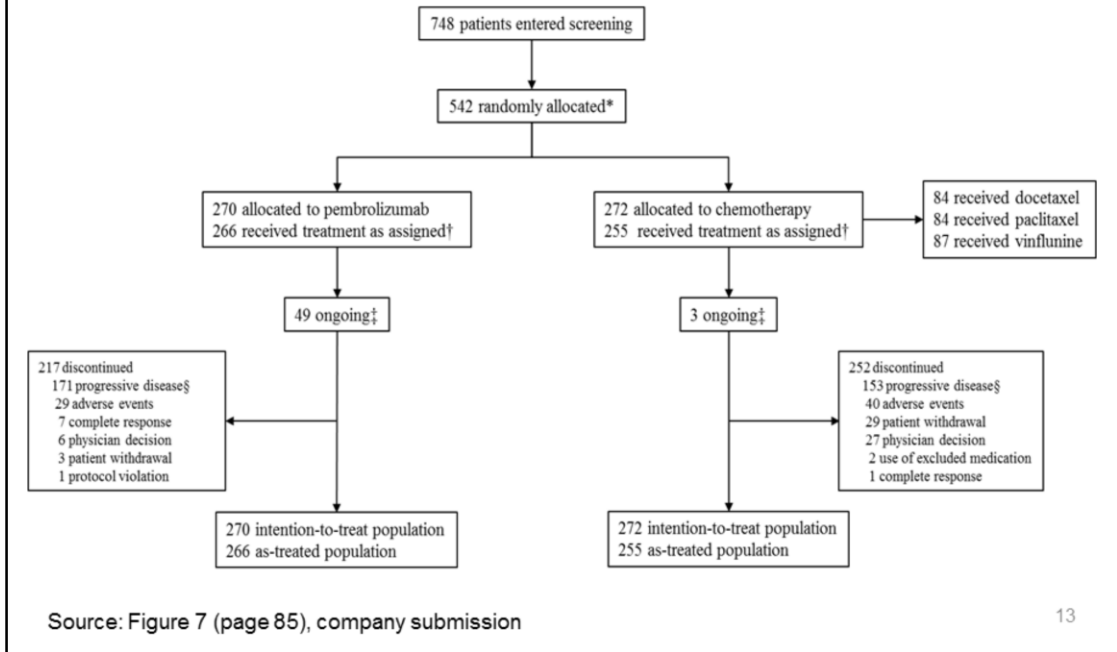 748 patients entered screening
542 randomly allocated*
270 allocated to pembrolizumab
266 received treatment as assigned†
272 allocated to chemotherapy
255 received treatment as assigned†
84 received docetaxel
84 received paclitaxel
87 received vinflunine
49 ongoing‡
3 ongoing‡
217 discontinued
171 progressive disease§
29 adverse events
7 complete response
6 physician decision
3 patient withdrawal
1 protocol violation
252 discontinued
153 progressive disease§
40 adverse events
29 patient withdrawal
27 physician decision
2 use of excluded medication
1 complete response
270 intention-to-treat population
266 as-treated population
272 intention-to-treat population
255 as-treated population
Source: Figure 7 (page 85), company submission
13